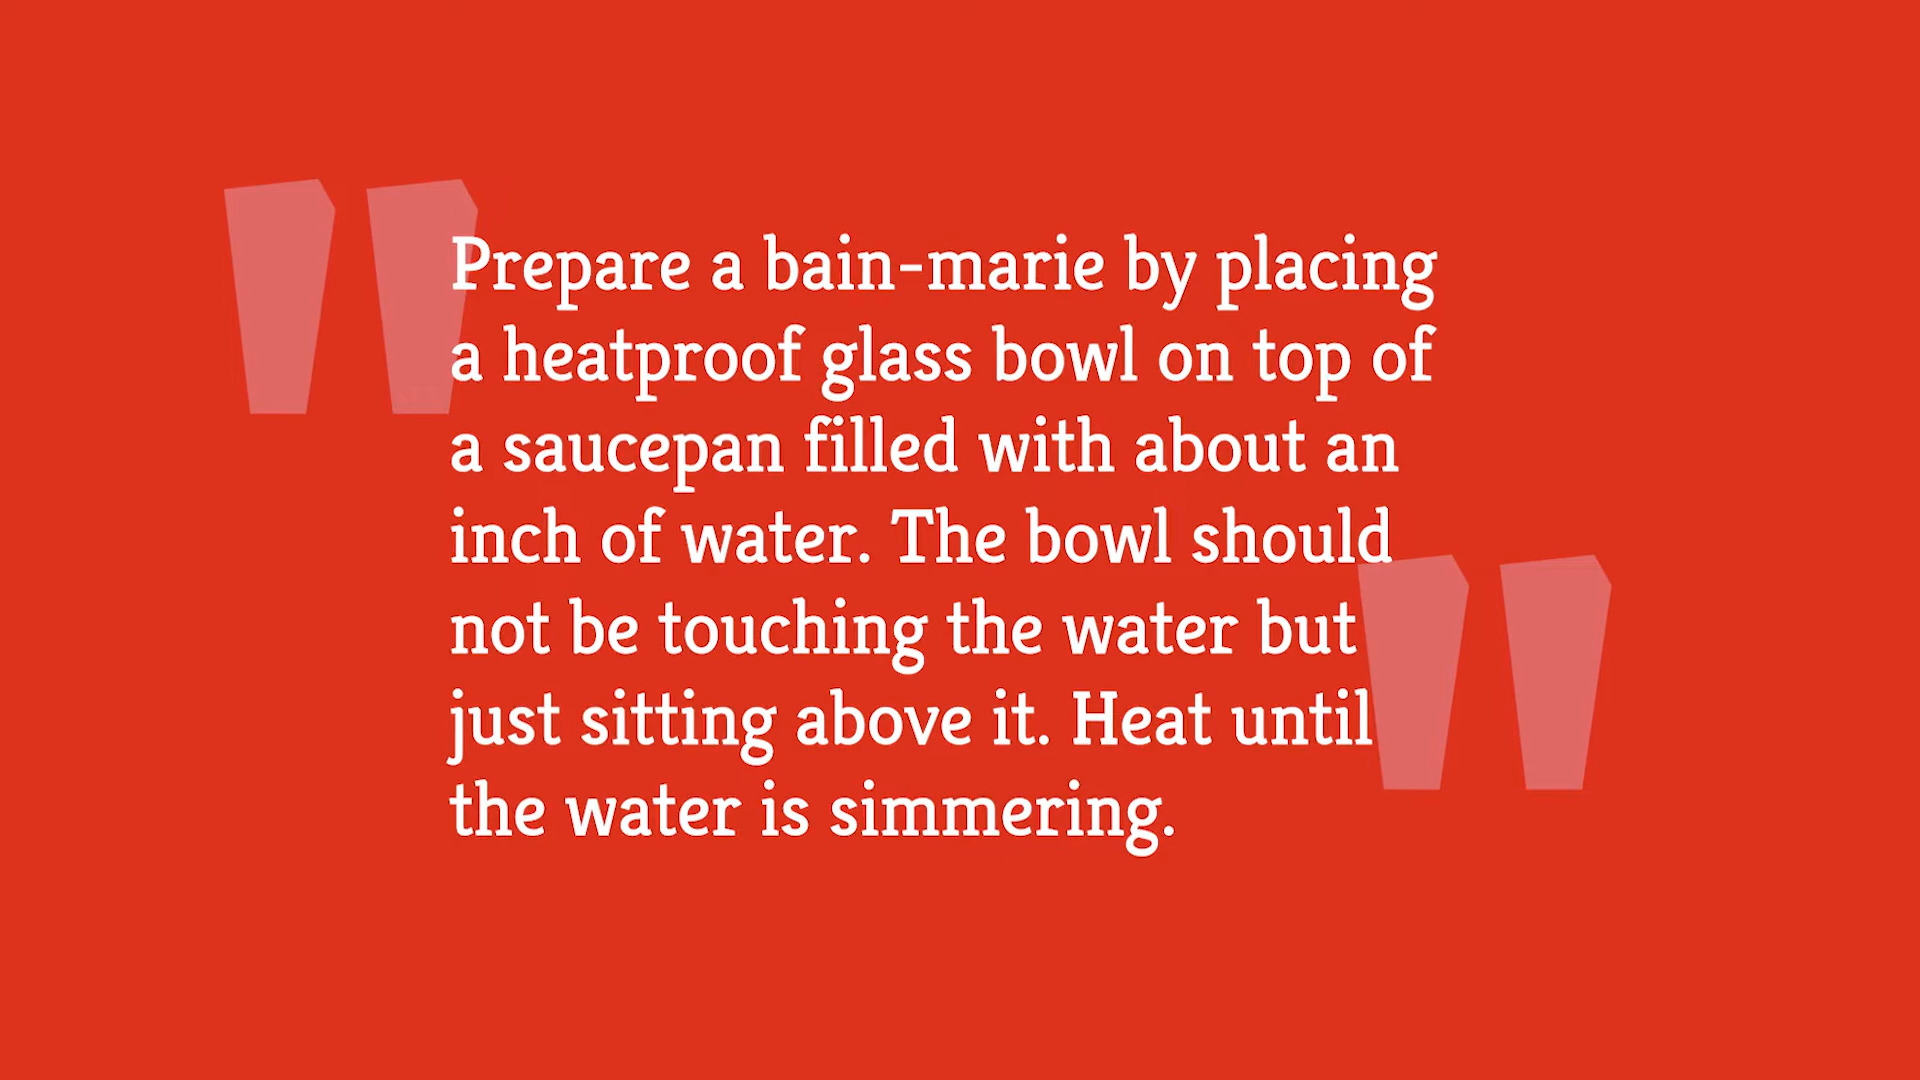 Prepare a bain-marie by placing
a heatproof glass bowl on top of
a saucepan filled with about an
inch of water. The bowl should
not be touching the water but
just sitting above it. Heat until
the water is simmering.